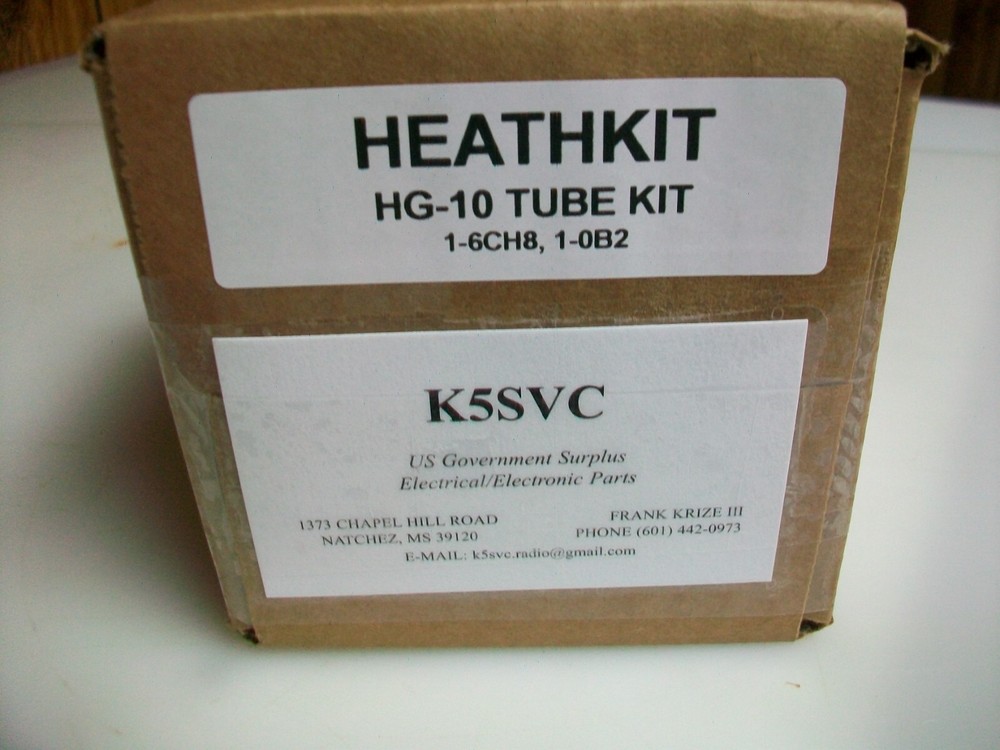 HEATHKIT
HG-10 TUBE KIT
1-6CH8, 1-0B2
K5SVC
US Government Surplus
Electrical/Electronic Parts
1373 CHAPEL HILL ROAD
NATCHEZ, MS 39120
FRANK KRIZE III
PHONE (601) 442-0973
E-MAIL: k5svc.radio@gmail.com